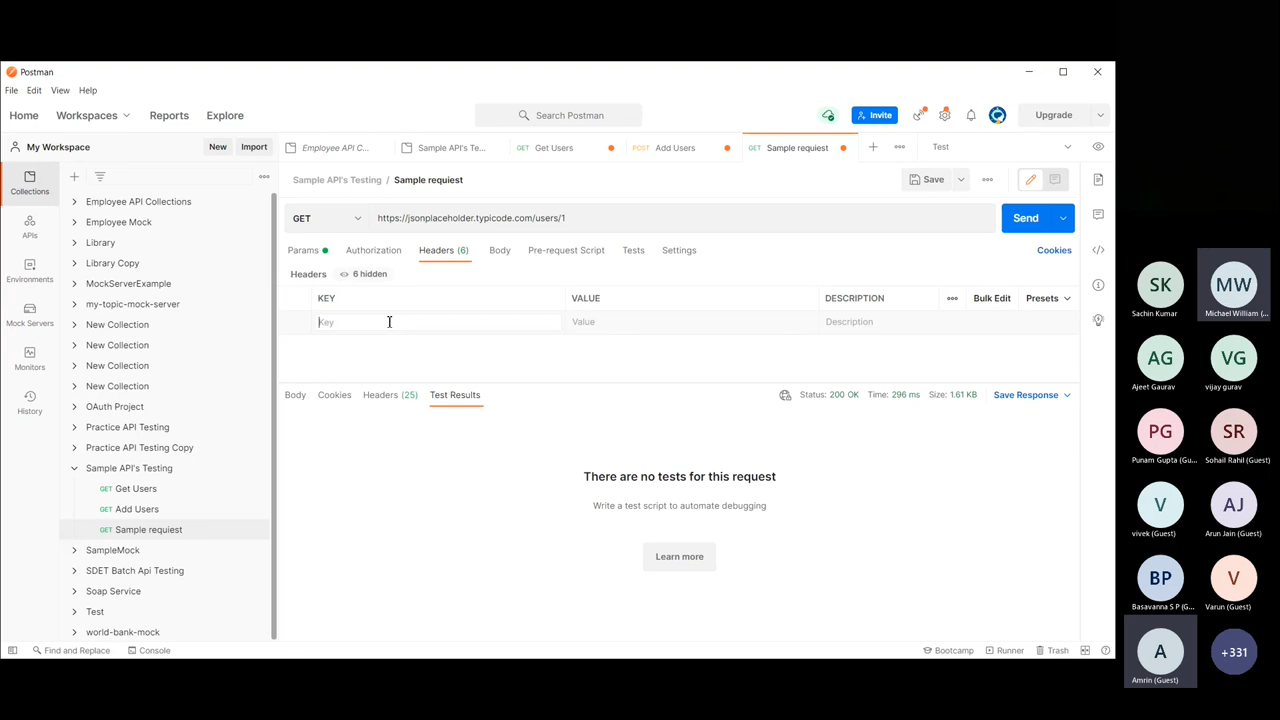 Postman
File Edit View Help
Home Workspaces Reports Explore Search Postman Invite Upgrade
My Workspace New Import Employee API C... Sample API's Te... GET Get Users POST Add Users GET Sample requiest Test
Collections
APIs
Environments
Mock Servers
Monitors
History
Employee API Collections
Employee Mock
Library
Library Copy
MockServerExample
my-topic-mock-server
New Collection
New Collection
New Collection
New Collection
OAuth Project
Practice API Testing
Practice API Testing Copy
Sample API's Testing
GET Get Users
GET Add Users
GET Sample requiest
SampleMock
SDET Batch Api Testing
Soap Service
Test
world-bank-mock
Sample API's Testing / Sample requiest Save
GET https://jsonplaceholder.typicode.com/users/1 Send
Params Authorization Headers (6) Body Pre-request Script Tests Settings Cookies
Headers 6 hidden
KEY VALUE DESCRIPTION Bulk Edit Presets
Key Value Description
Body Cookies Headers (25) Test Results Status: 200 OK Time: 296 ms Size: 1.61 KB Save Response
There are no tests for this request
Write a test script to automate debugging
Learn more
Find and Replace Console Bootcamp Runner Trash
SK MW
Sachin Kumar Michael William (...
AG VG
Ajeet Gaurav vijay gurav
PG SR
Punam Gupta (Gu... Sohail Rahil (Guest)
V AJ
vivek (Guest) Arun Jain (Guest)
BP V
Basavanna S P (G... Varun (Guest)
A +331
Amrin (Guest)